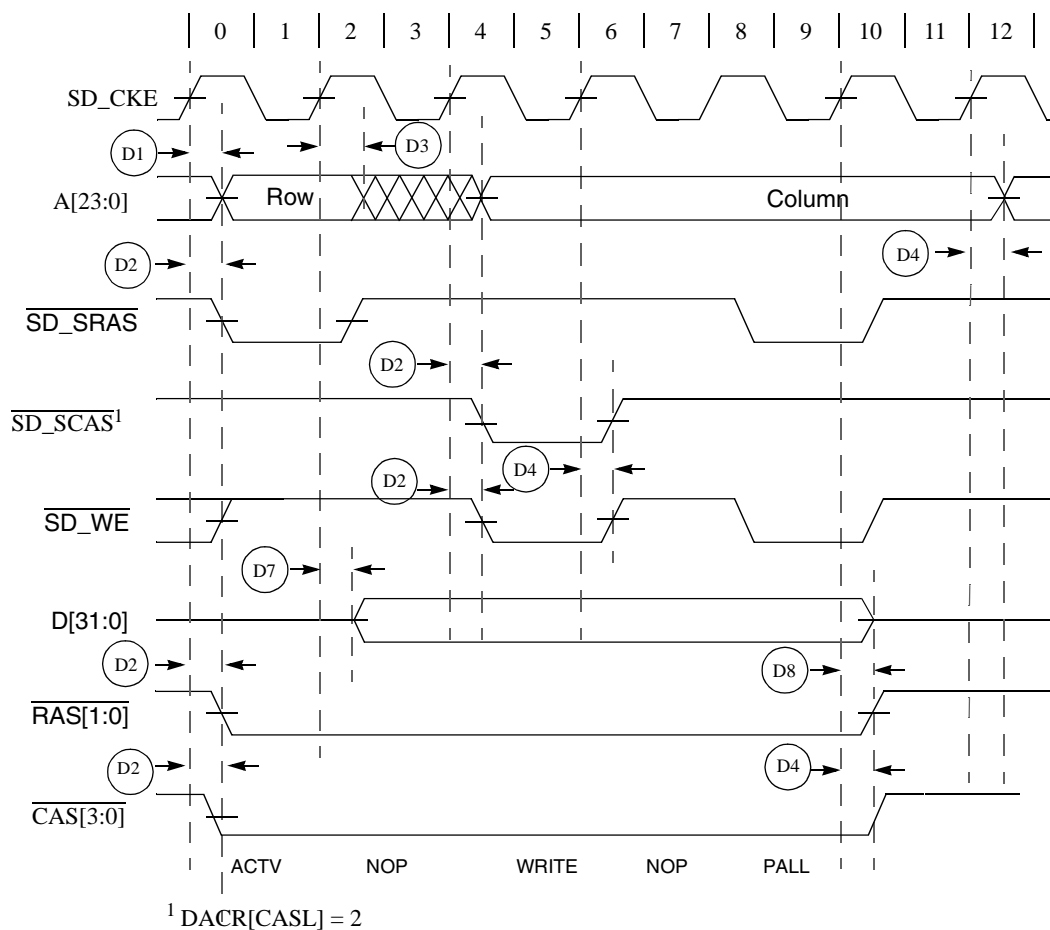 0 1 2 3 4 5 6 7 8 9 10 11 12
SD_CKE
D1 D3
A[23:0] Row Column
D2 D4
SD_SRAS
D2
SD_SCAS1
D2 D4
SD_WE
D7
D[31:0]
D2 D8
RAS[1:0]
D2 D4
CAS[3:0]
ACTV NOP WRITE NOP PALL
1 DACR[CASL] = 2